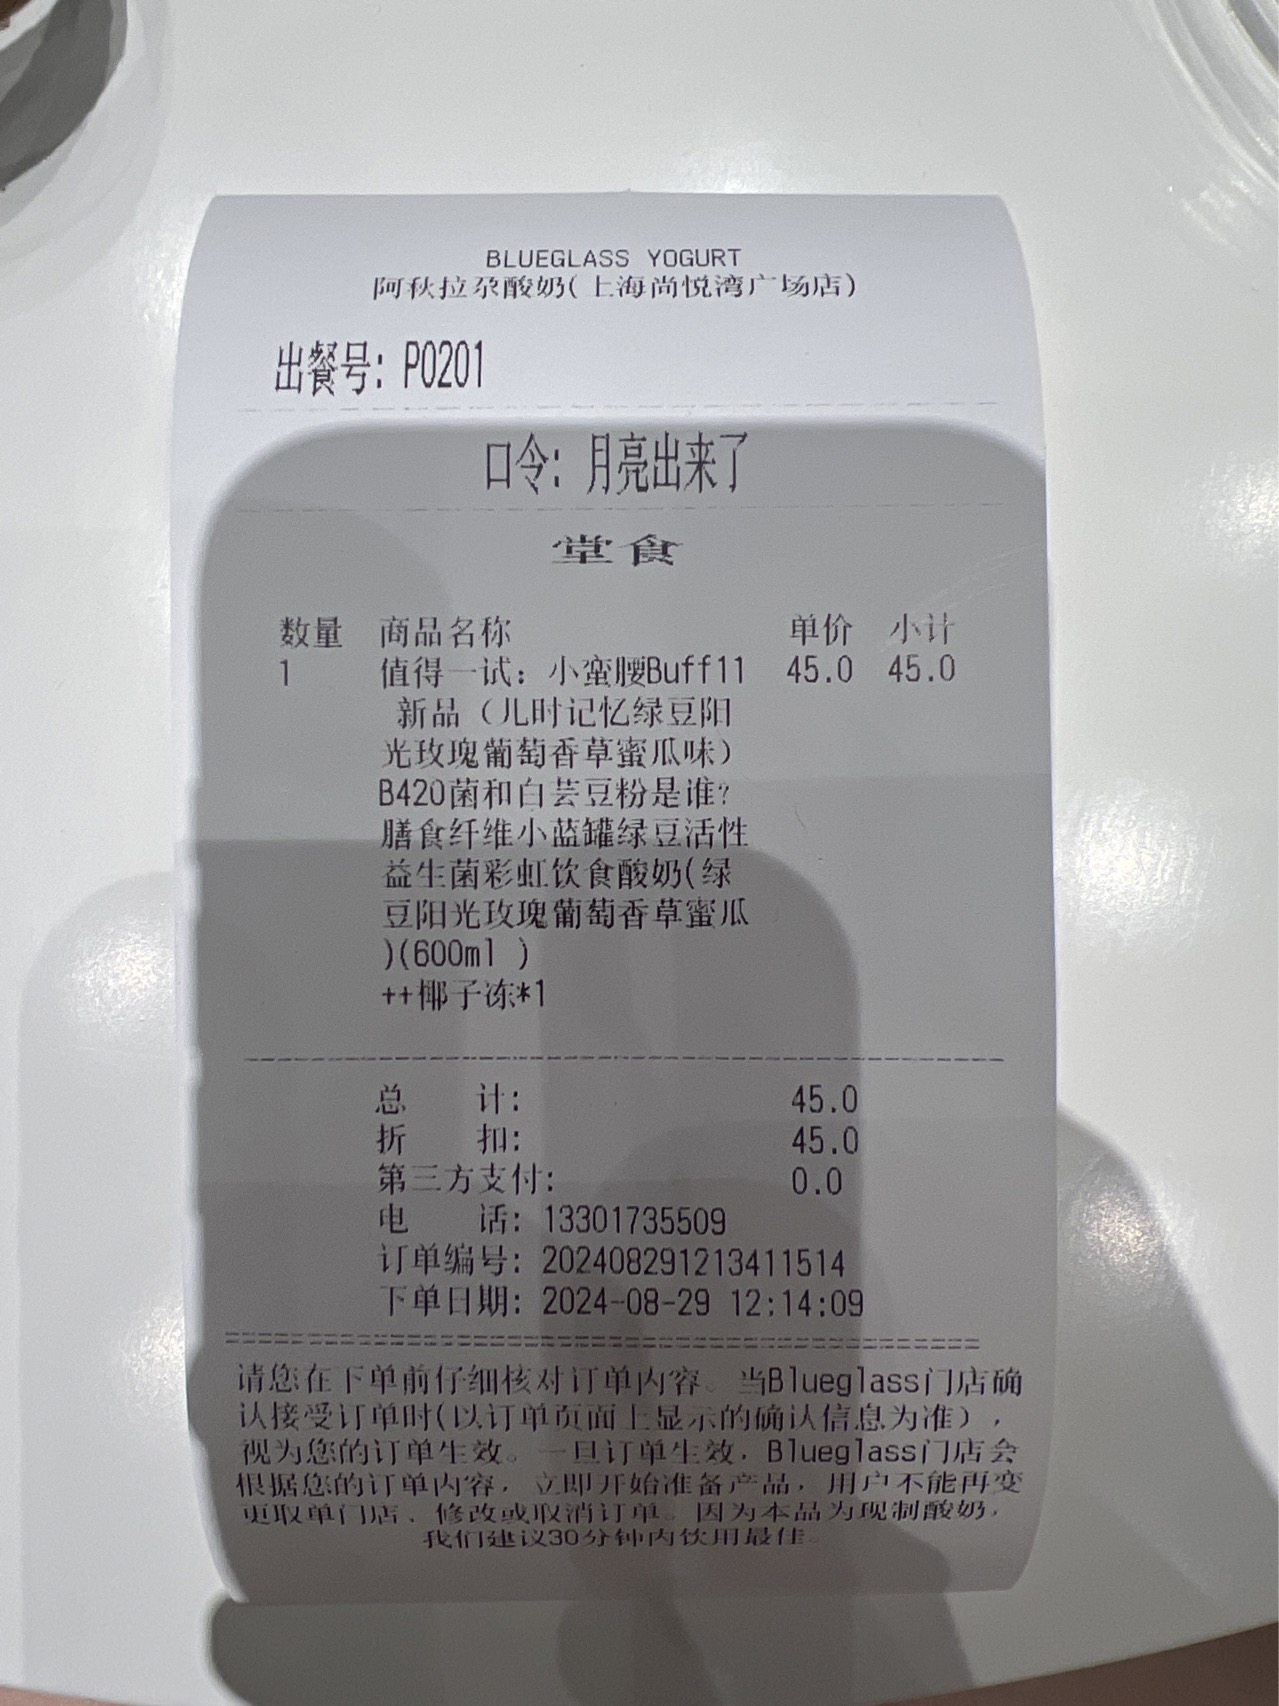 BLUEGLASS YOGURT
阿秋拉尕酸奶(上海尚悦湾广场店)
出餐号: P0201
口令: 月亮出来了
堂食
数量 商品名称 单价 小计
1 值得一试: 小蛮腰Buff11 45.0 45.0
新品（儿时记忆绿豆阳
光玫瑰葡萄香草蜜瓜味）
B420菌和白芸豆粉是谁?
膳食纤维小蓝罐绿豆活性
益生菌彩虹饮食酸奶(绿
豆阳光玫瑰葡萄香草蜜瓜
)(600ml )
++椰子冻*1
总 计: 45.0
折 扣: 45.0
第三方支付: 0.0
电 话: 13301735509
订单编号: 202408291213411514
下单日期: 2024-08-29 12:14:09
请您在下单前仔细核对订单内容。当Blueglass门店确
认接受订单时(以订单页面上显示的确认信息为准)，
视为您的订单生效。一旦订单生效，Blueglass门店会
根据您的订单内容，立即开始准备产品，用户不能再变
更取单门店、修改或取消订单。因为本品为现制酸奶，
我们建议30分钟内饮用最佳。